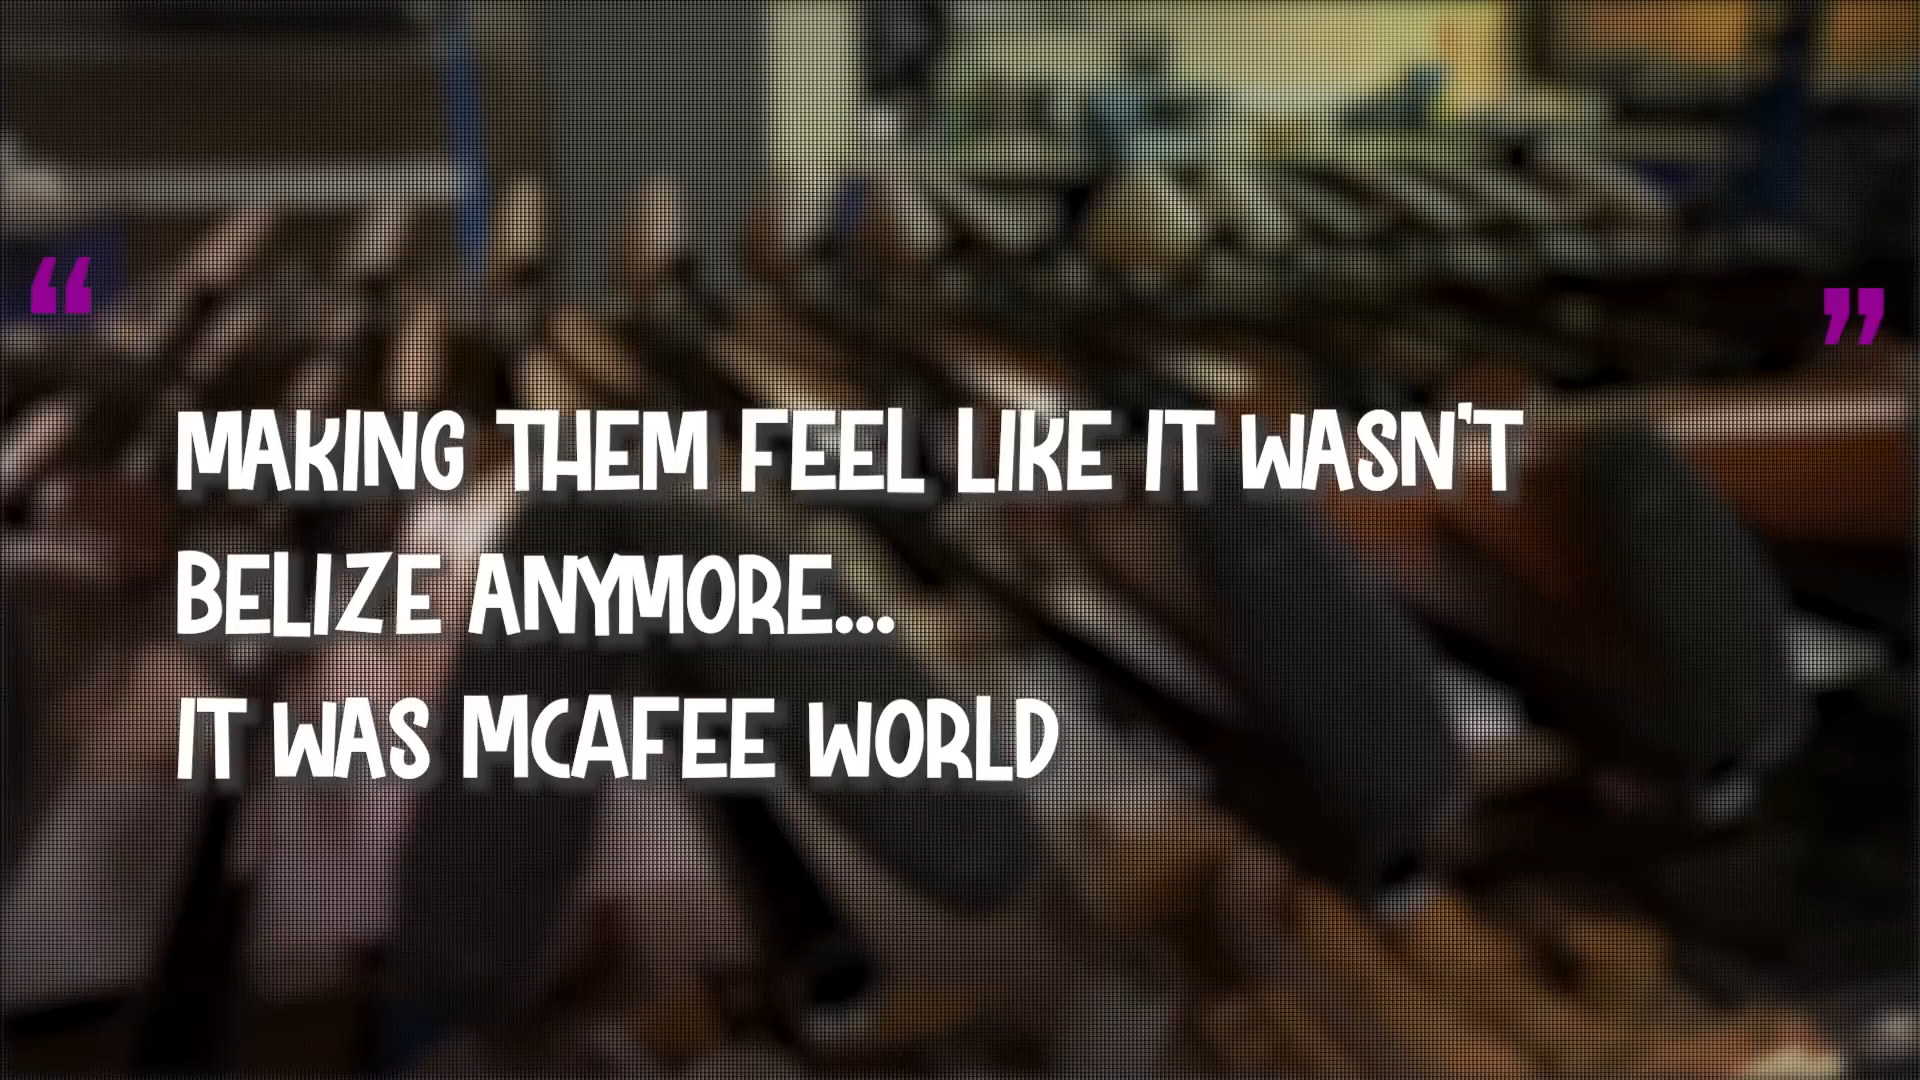 “ ”
MAKING THEM FEEL LIKE IT WASN'T
BELIZE ANYMORE...
IT WAS MCAFEE WORLD